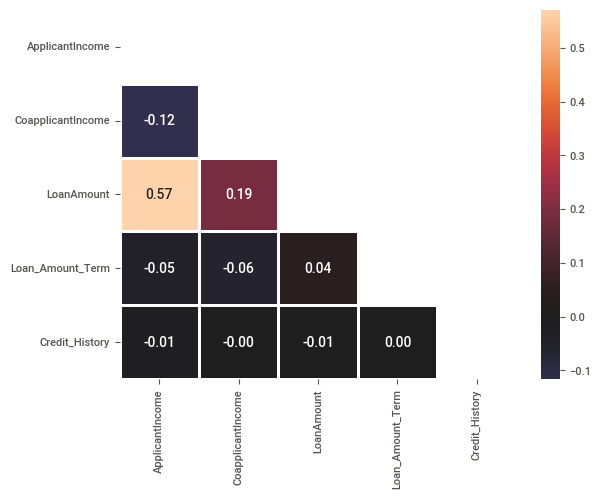 ApplicantIncome
CoapplicantIncome
-0.12
LoanAmount
0.57 0.19
Loan_Amount_Term
-0.05 -0.06 0.04
Credit_History
-0.01 -0.00 -0.01 0.00
ApplicantIncome
CoapplicantIncome
LoanAmount
Loan_Amount_Term
Credit_History
0.5
0.4
0.3
0.2
0.1
0.0
−0.1